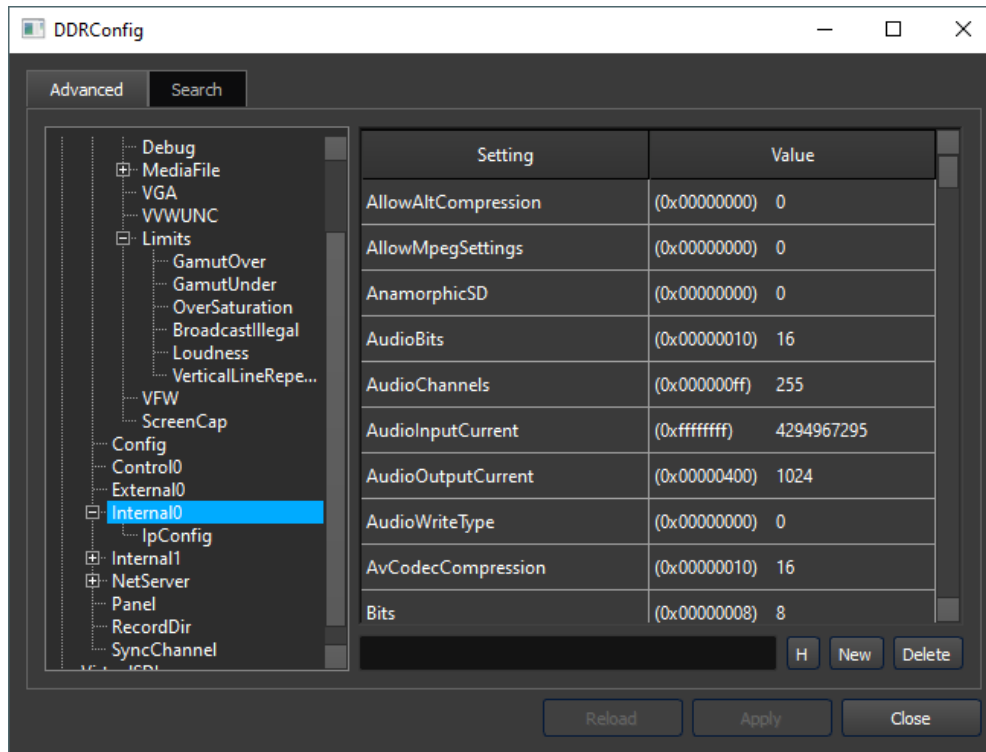 DDRConfig
Advanced
Search
Debug
MediaFile
VGA
VVWUNC
Limits
GamutOver
GamutUnder
OverSaturation
BroadcastIllegal
Loudness
VerticalLineRepe...
VFW
ScreenCap
Config
Control0
External0
Internal0
IpConfig
Internal1
NetServer
Panel
RecordDir
SyncChannel
Setting Value
AllowAltCompression (0x00000000) 0
AllowMpegSettings (0x00000000) 0
AnamorphicSD (0x00000000) 0
AudioBits (0x00000010) 16
AudioChannels (0x000000ff) 255
AudioInputCurrent (0xffffffff) 4294967295
AudioOutputCurrent (0x00000400) 1024
AudioWriteType (0x00000000) 0
AvCodecCompression (0x00000010) 16
Bits (0x00000008) 8
H New Delete
Reload Apply Close